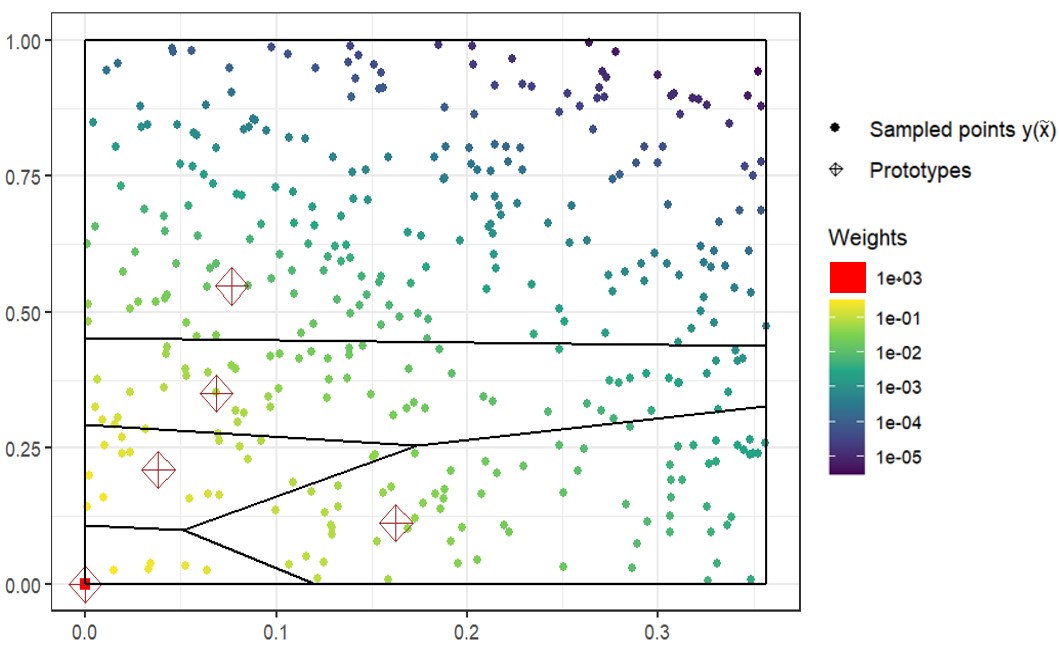 1.00
0.75
0.50
0.25
0.00
0.0
0.1
0.2
0.3
Sampled points y(x̃)
Prototypes
Weights
1e+03
1e-01
1e-02
1e-03
1e-04
1e-05